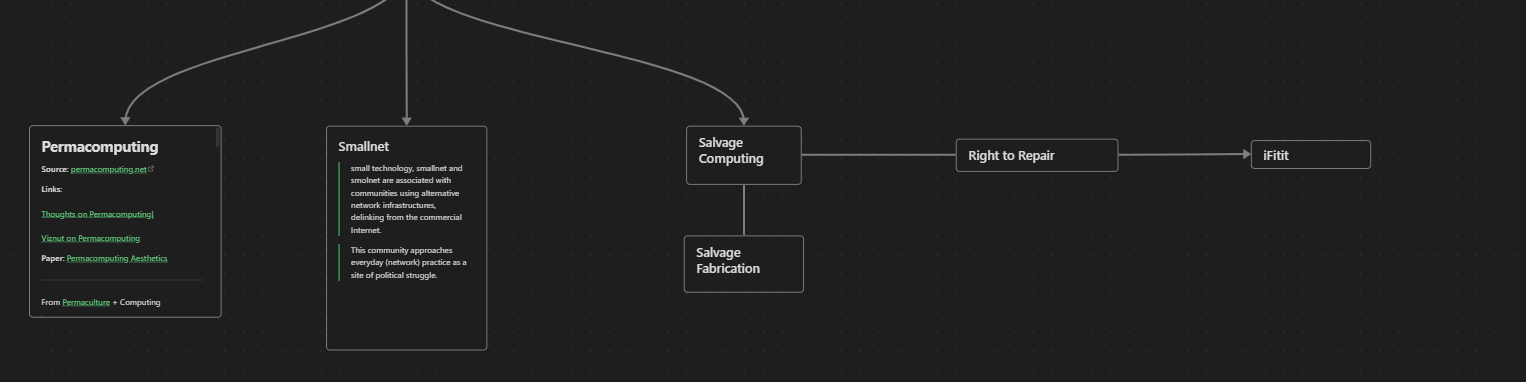 Permacomputing
Source: permacomputing.net
Links:
Thoughts on Permacomputing|
Viznut on Permacomputing
Paper: Permacomputing Aesthetics
From Permaculture + Computing
Smallnet
small technology, smallnet and
smolnet are associated with
communities using alternative
network infrastructures,
delinking from the commercial
Internet.
This community approaches
everyday (network) practice as a
site of political struggle.
Salvage
Computing
Salvage
Fabrication
Right to Repair
iFitit